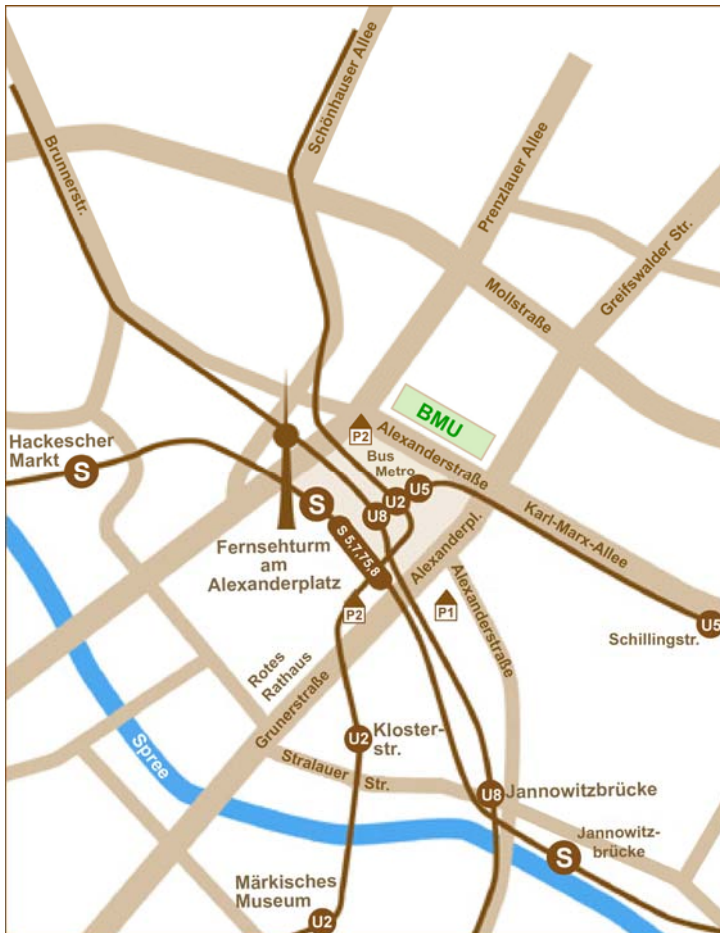 Schönhauser Allee
Brunnerstr.
Prenzlauer Allee
Greifswalder Str.
Mollstraße
BMU
P2
Alexanderstraße
Hackescher
Markt
S
Bus
Metro
U5
U2
U8
S
S 5,7,75,8
Karl-Marx-Allee
Fernsehturm
am
Alexanderplatz
Alexanderpl.
Alexanderstraße
P2
P1
U5
Schillingstr.
Rotes
Rathaus
Grunerstraße
U2
Kloster-
str.
Spree
Stralauer
Str.
U8
Jannowitzbrücke
Jannowitz-
brücke
S
Märkisches
Museum
U2